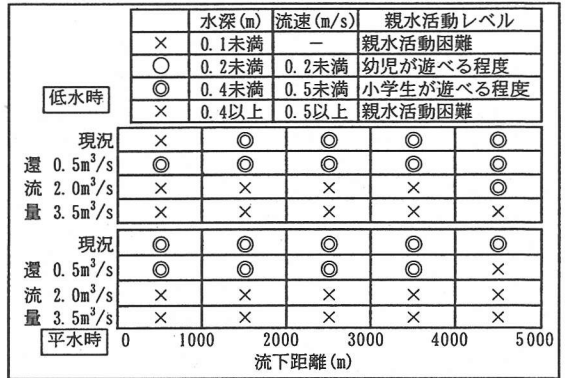 水深(m) 流速(m/s) 親水活動レベル
× 0.1未満 － 親水活動困難
○ 0.2未満 0.2未満 幼児が遊べる程度
◎ 0.4未満 0.5未満 小学生が遊べる程度
× 0.4以上 0.5以上 親水活動困難
低水時
現況 × ◎ ◎ ◎ ◎
還 0.5m³/s ◎ ◎ ◎ ◎ ◎
流 2.0m³/s × × × × ◎
量 3.5m³/s × × × × ×
現況 ◎ ◎ ◎ ◎ ◎
還 0.5m³/s ◎ ◎ ◎ ◎ ×
流 2.0m³/s × × × × ×
量 3.5m³/s × × × × ×
平水時 0 1000 2000 3000 4000 5000
流下距離(m)